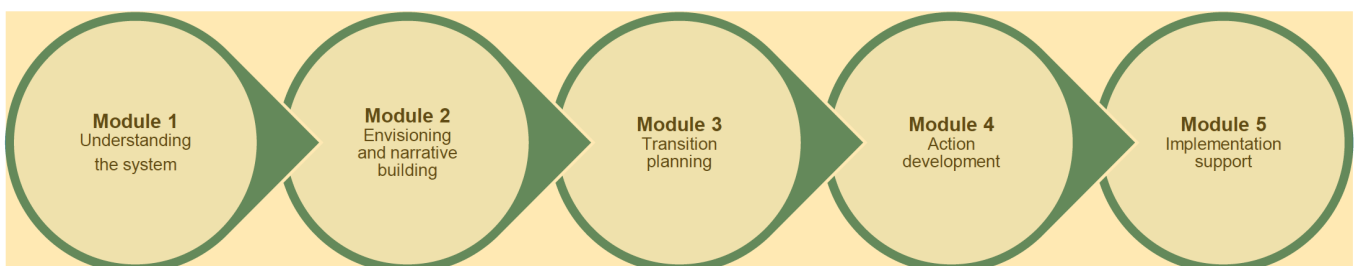 Module 1
Understanding
the system
Module 2
Envisioning
and narrative
building
Module 3
Transition
planning
Module 4
Action
development
Module 5
Implementation
support